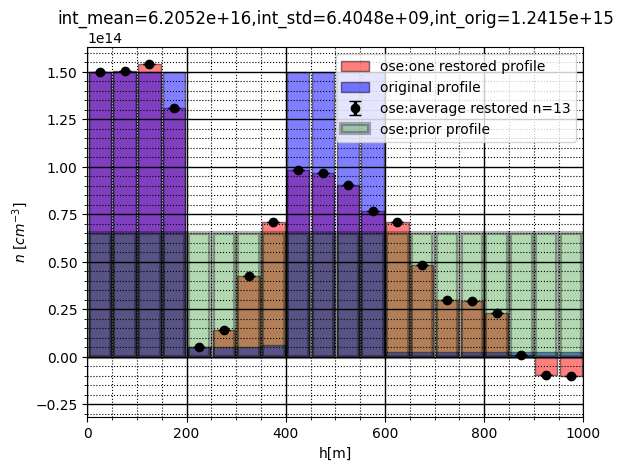 int_mean=6.2052e+16,int_std=6.4048e+09,int_orig=1.2415e+15
1e14
ose:one restored profile
original profile
ose:average restored n=13
ose:prior profile
1.50
1.25
1.00
0.75
0.50
0.25
0.00
−0.25
n [cm⁻³]
0 200 400 600 800 1000
h[m]